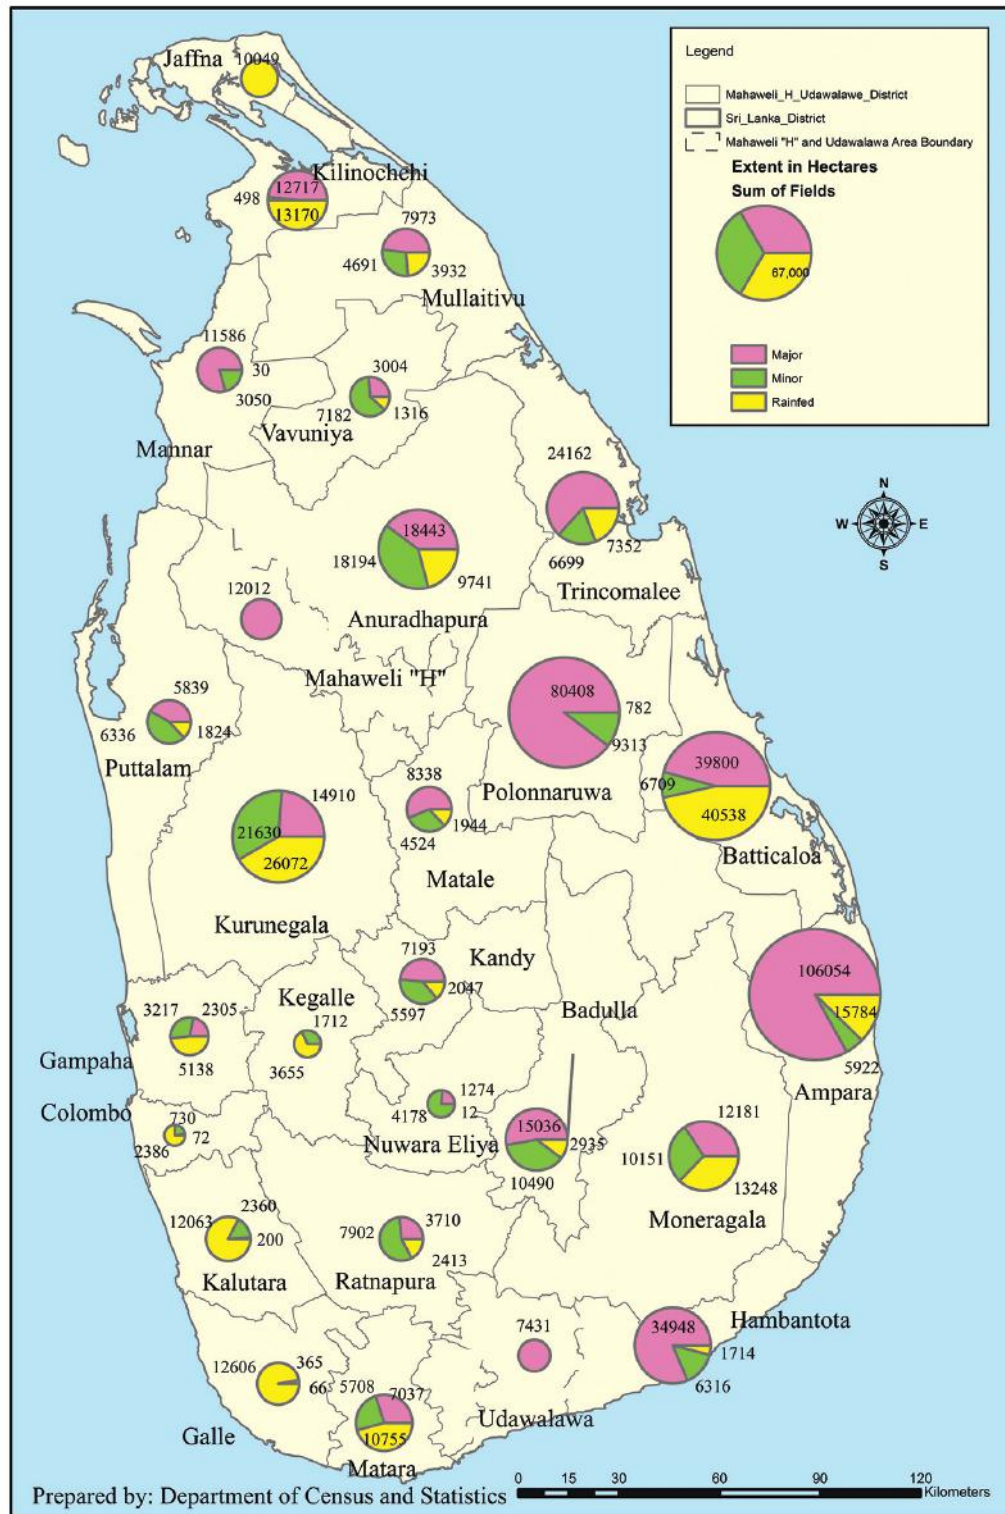 Jaffna
10049
Legend
Mahaweli_H_Udawalawe_District
Sri_Lanka_District
Mahaweli "H" and Udawalawa Area Boundary
Extent in Hectares
Sum of Fields
67,000
Major
Minor
Rainfed
Kilinochchi
12717
498
13170
7973
4691
3932
Mullaitivu
11586
30
3050
Mannar
3004
7182
1316
Vavuniya
24162
6699
7352
Trincomalee
N
W
E
S
18443
18194
9741
Anuradhapura
12012
Mahaweli "H"
5839
6336
1824
Puttalam
80408
782
9313
Polonnaruwa
39800
6709
40538
Batticaloa
8338
4524
1944
Matale
14910
21630
26072
Kurunegala
7193
2047
5597
Kandy
Badulla
106054
15784
5922
Ampara
Kegalle
1712
3655
3217
2305
5138
Gampaha
Colombo
730
72
2386
1274
4178
12
Nuwara Eliya
15036
2935
10490
12181
10151
13248
Moneragala
2360
12063
200
Kalutara
3710
7902
2413
Ratnapura
Hambantota
34948
1714
6316
7431
Udawalawa
12606
365
66
Galle
5708
7037
10755
Matara
Prepared by: Department of Census and Statistics
0 15 30 60 90 120
Kilometers